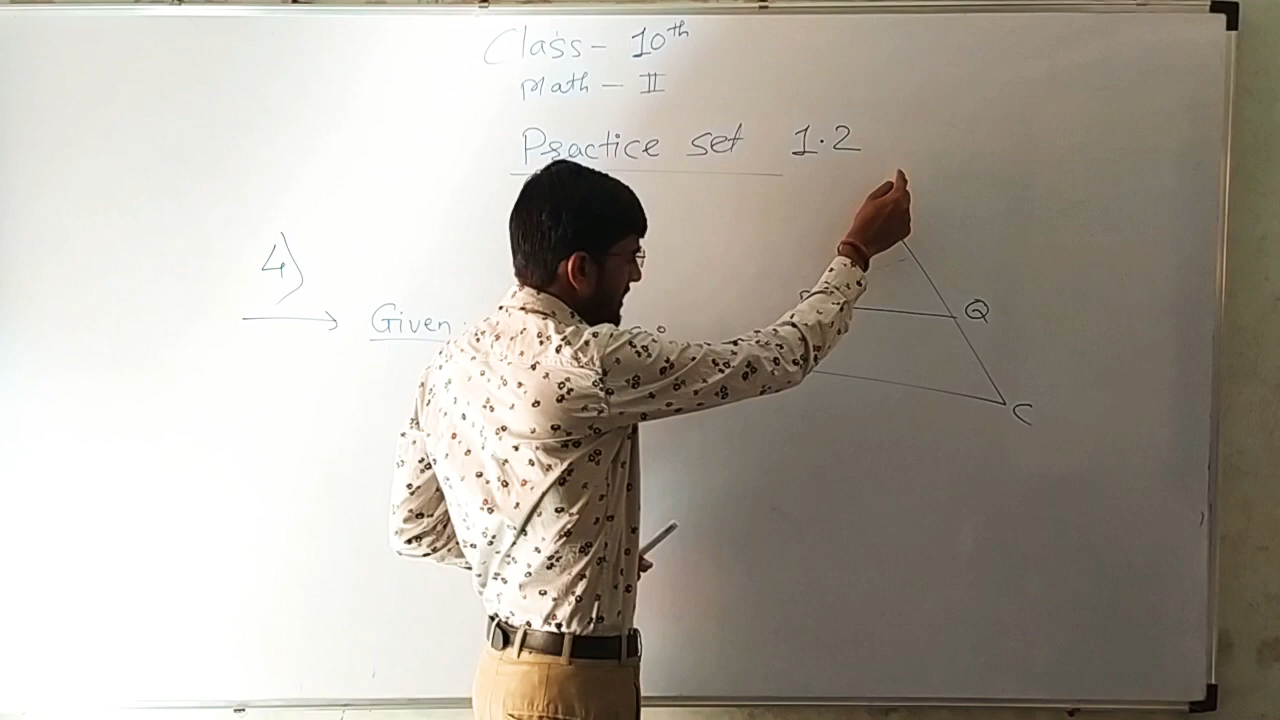 Class- 10th
Math - II
Practice set 1.2
4)
Given
Q
C